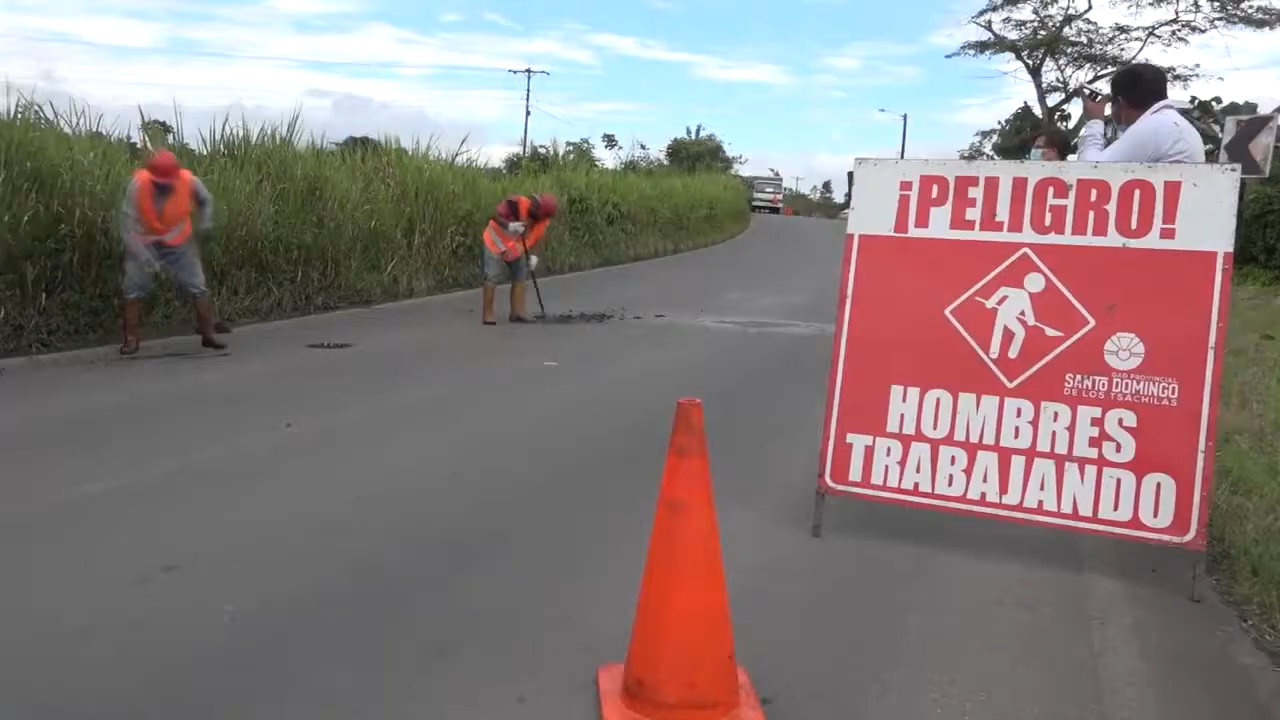 ¡PELIGRO!
GAD PROVINCIAL
SANTO DOMINGO
DE LOS TSÁCHILAS
HOMBRES
TRABAJANDO